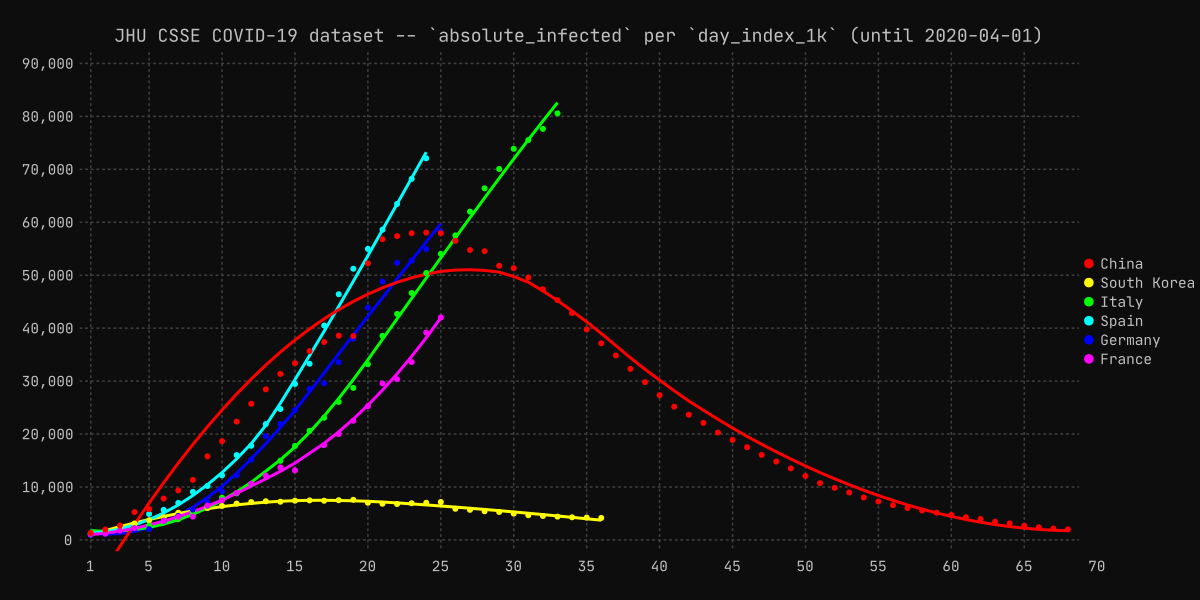 JHU CSSE COVID-19 dataset -- `absolute_infected` per `day_index_1k` (until 2020-04-01)
90,000
80,000
70,000
60,000
50,000
40,000
30,000
20,000
10,000
0
1 5 10 15 20 25 30 35 40 45 50 55 60 65 70
China
South Korea
Italy
Spain
Germany
France